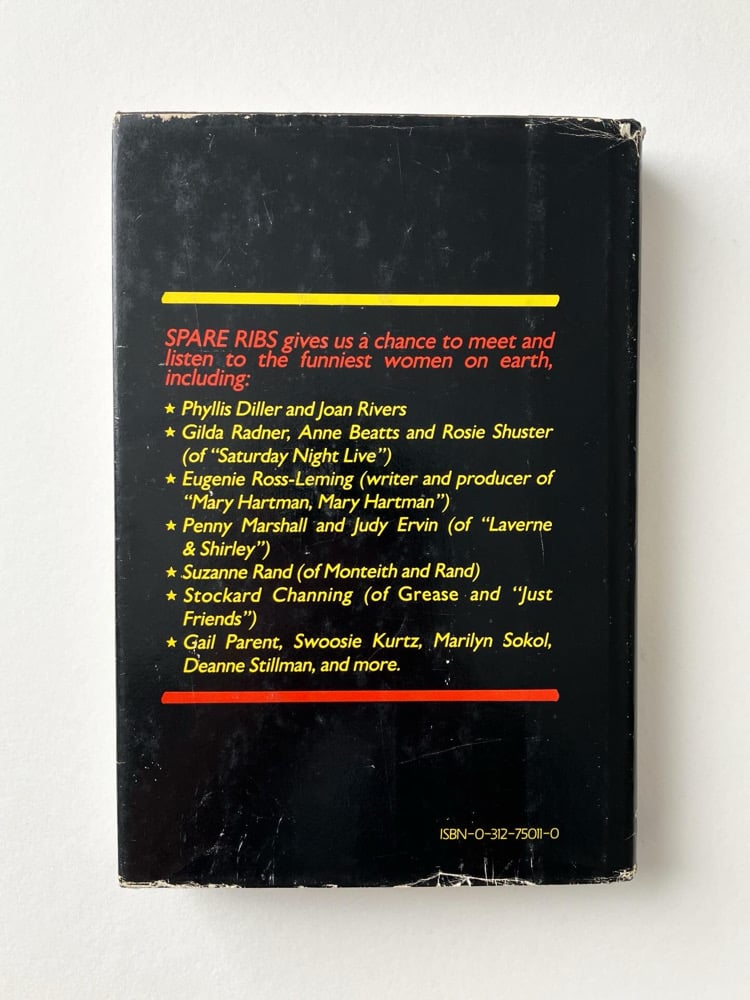 SPARE RIBS gives us a chance to meet and
listen to the funniest women on earth,
including:
★ Phyllis Diller and Joan Rivers
★ Gilda Radner, Anne Beatts and Rosie Shuster
(of “Saturday Night Live”)
★ Eugenie Ross-Leming (writer and producer of
“Mary Hartman, Mary Hartman”)
★ Penny Marshall and Judy Ervin (of “Laverne
& Shirley”)
★ Suzanne Rand (of Monteith and Rand)
★ Stockard Channing (of Grease and “Just
Friends”)
★ Gail Parent, Swoosie Kurtz, Marilyn Sokol,
Deanne Stillman, and more.
ISBN-0-312-75011-0